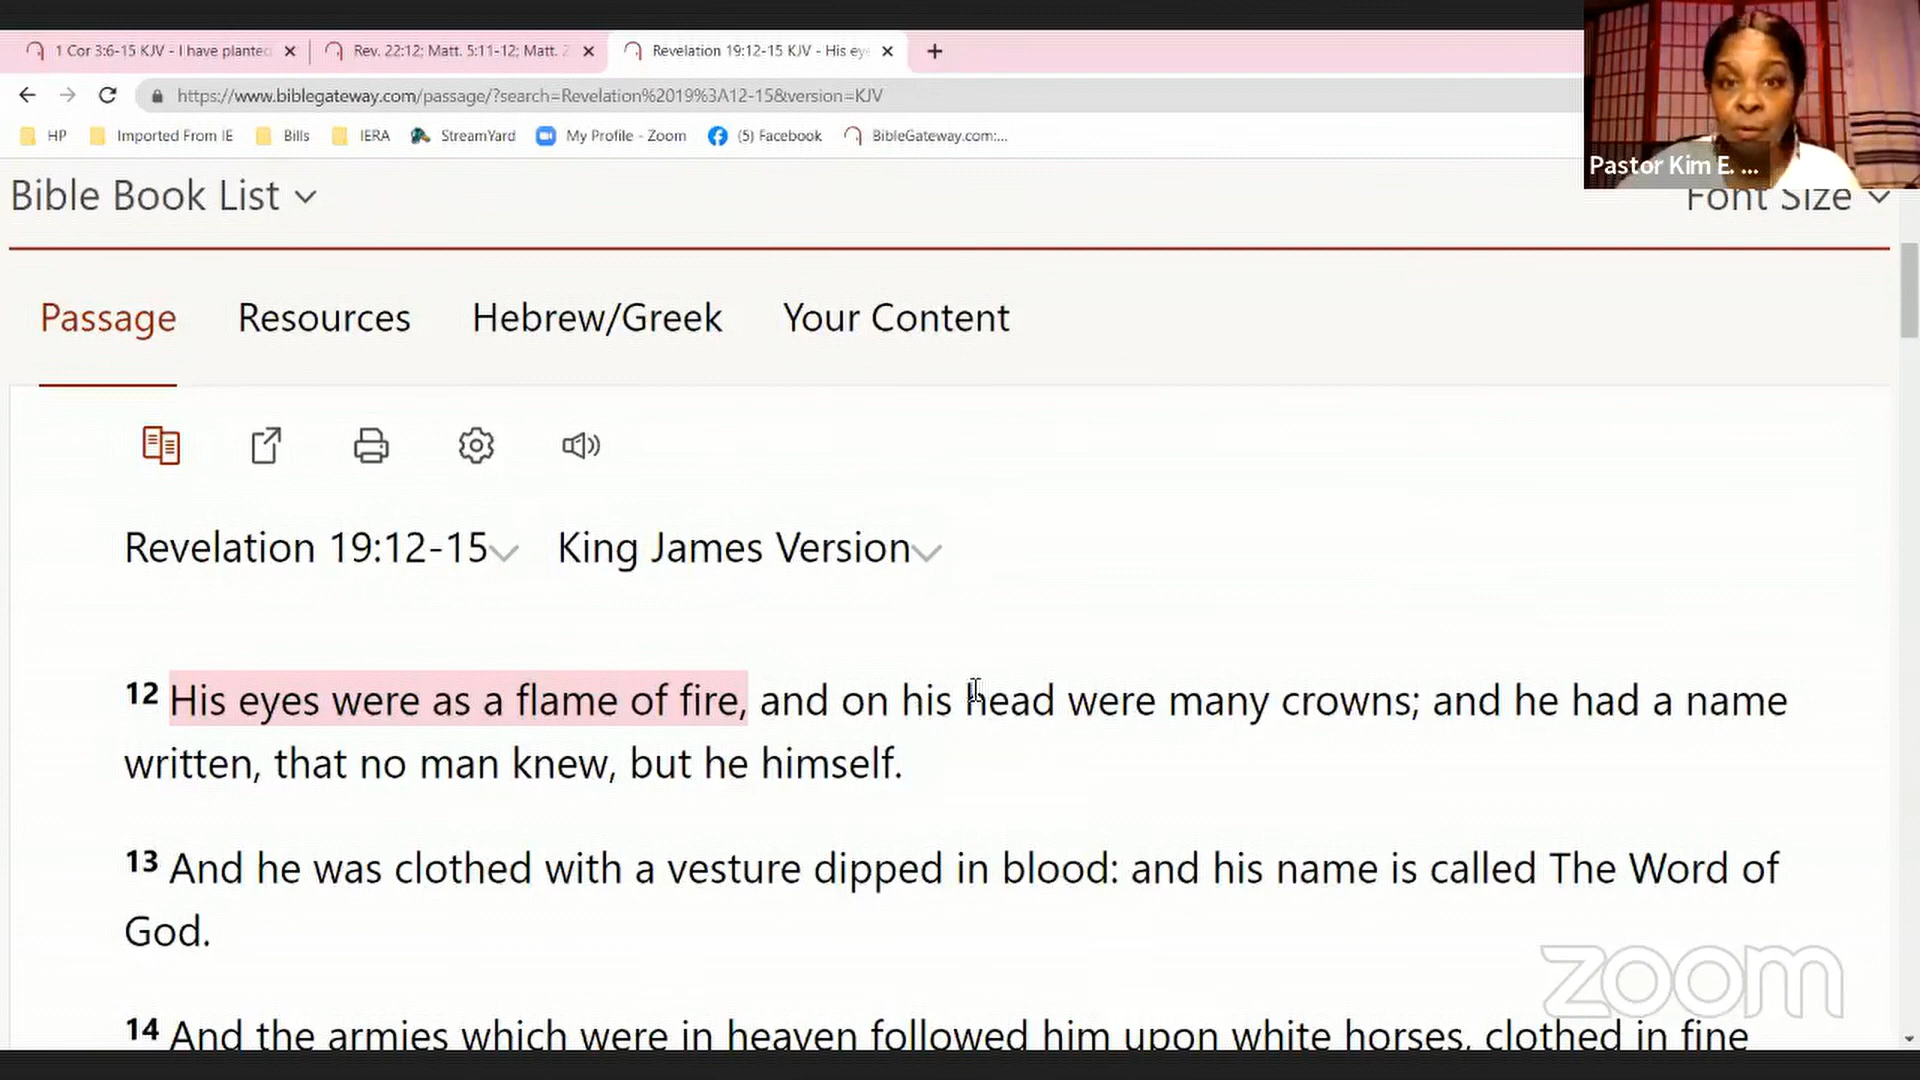 1 Cor 3:6-15 KJV - I have planted
Rev. 22:12; Matt. 5:11-12; Matt. 2
Revelation 19:12-15 KJV - His ey
https://www.biblegateway.com/passage/?search=Revelation%2019%3A12-15&version=KJV
HP Imported From IE Bills IERA StreamYard My Profile - Zoom (5) Facebook BibleGateway.com:...
Pastor Kim E. ...
Bible Book List
Font Size
Passage Resources Hebrew/Greek Your Content
Revelation 19:12-15 King James Version
12 His eyes were as a flame of fire, and on his head were many crowns; and he had a name
written, that no man knew, but he himself.
13 And he was clothed with a vesture dipped in blood: and his name is called The Word of
God.
14 And the armies which were in heaven followed him upon white horses, clothed in fine
zoom